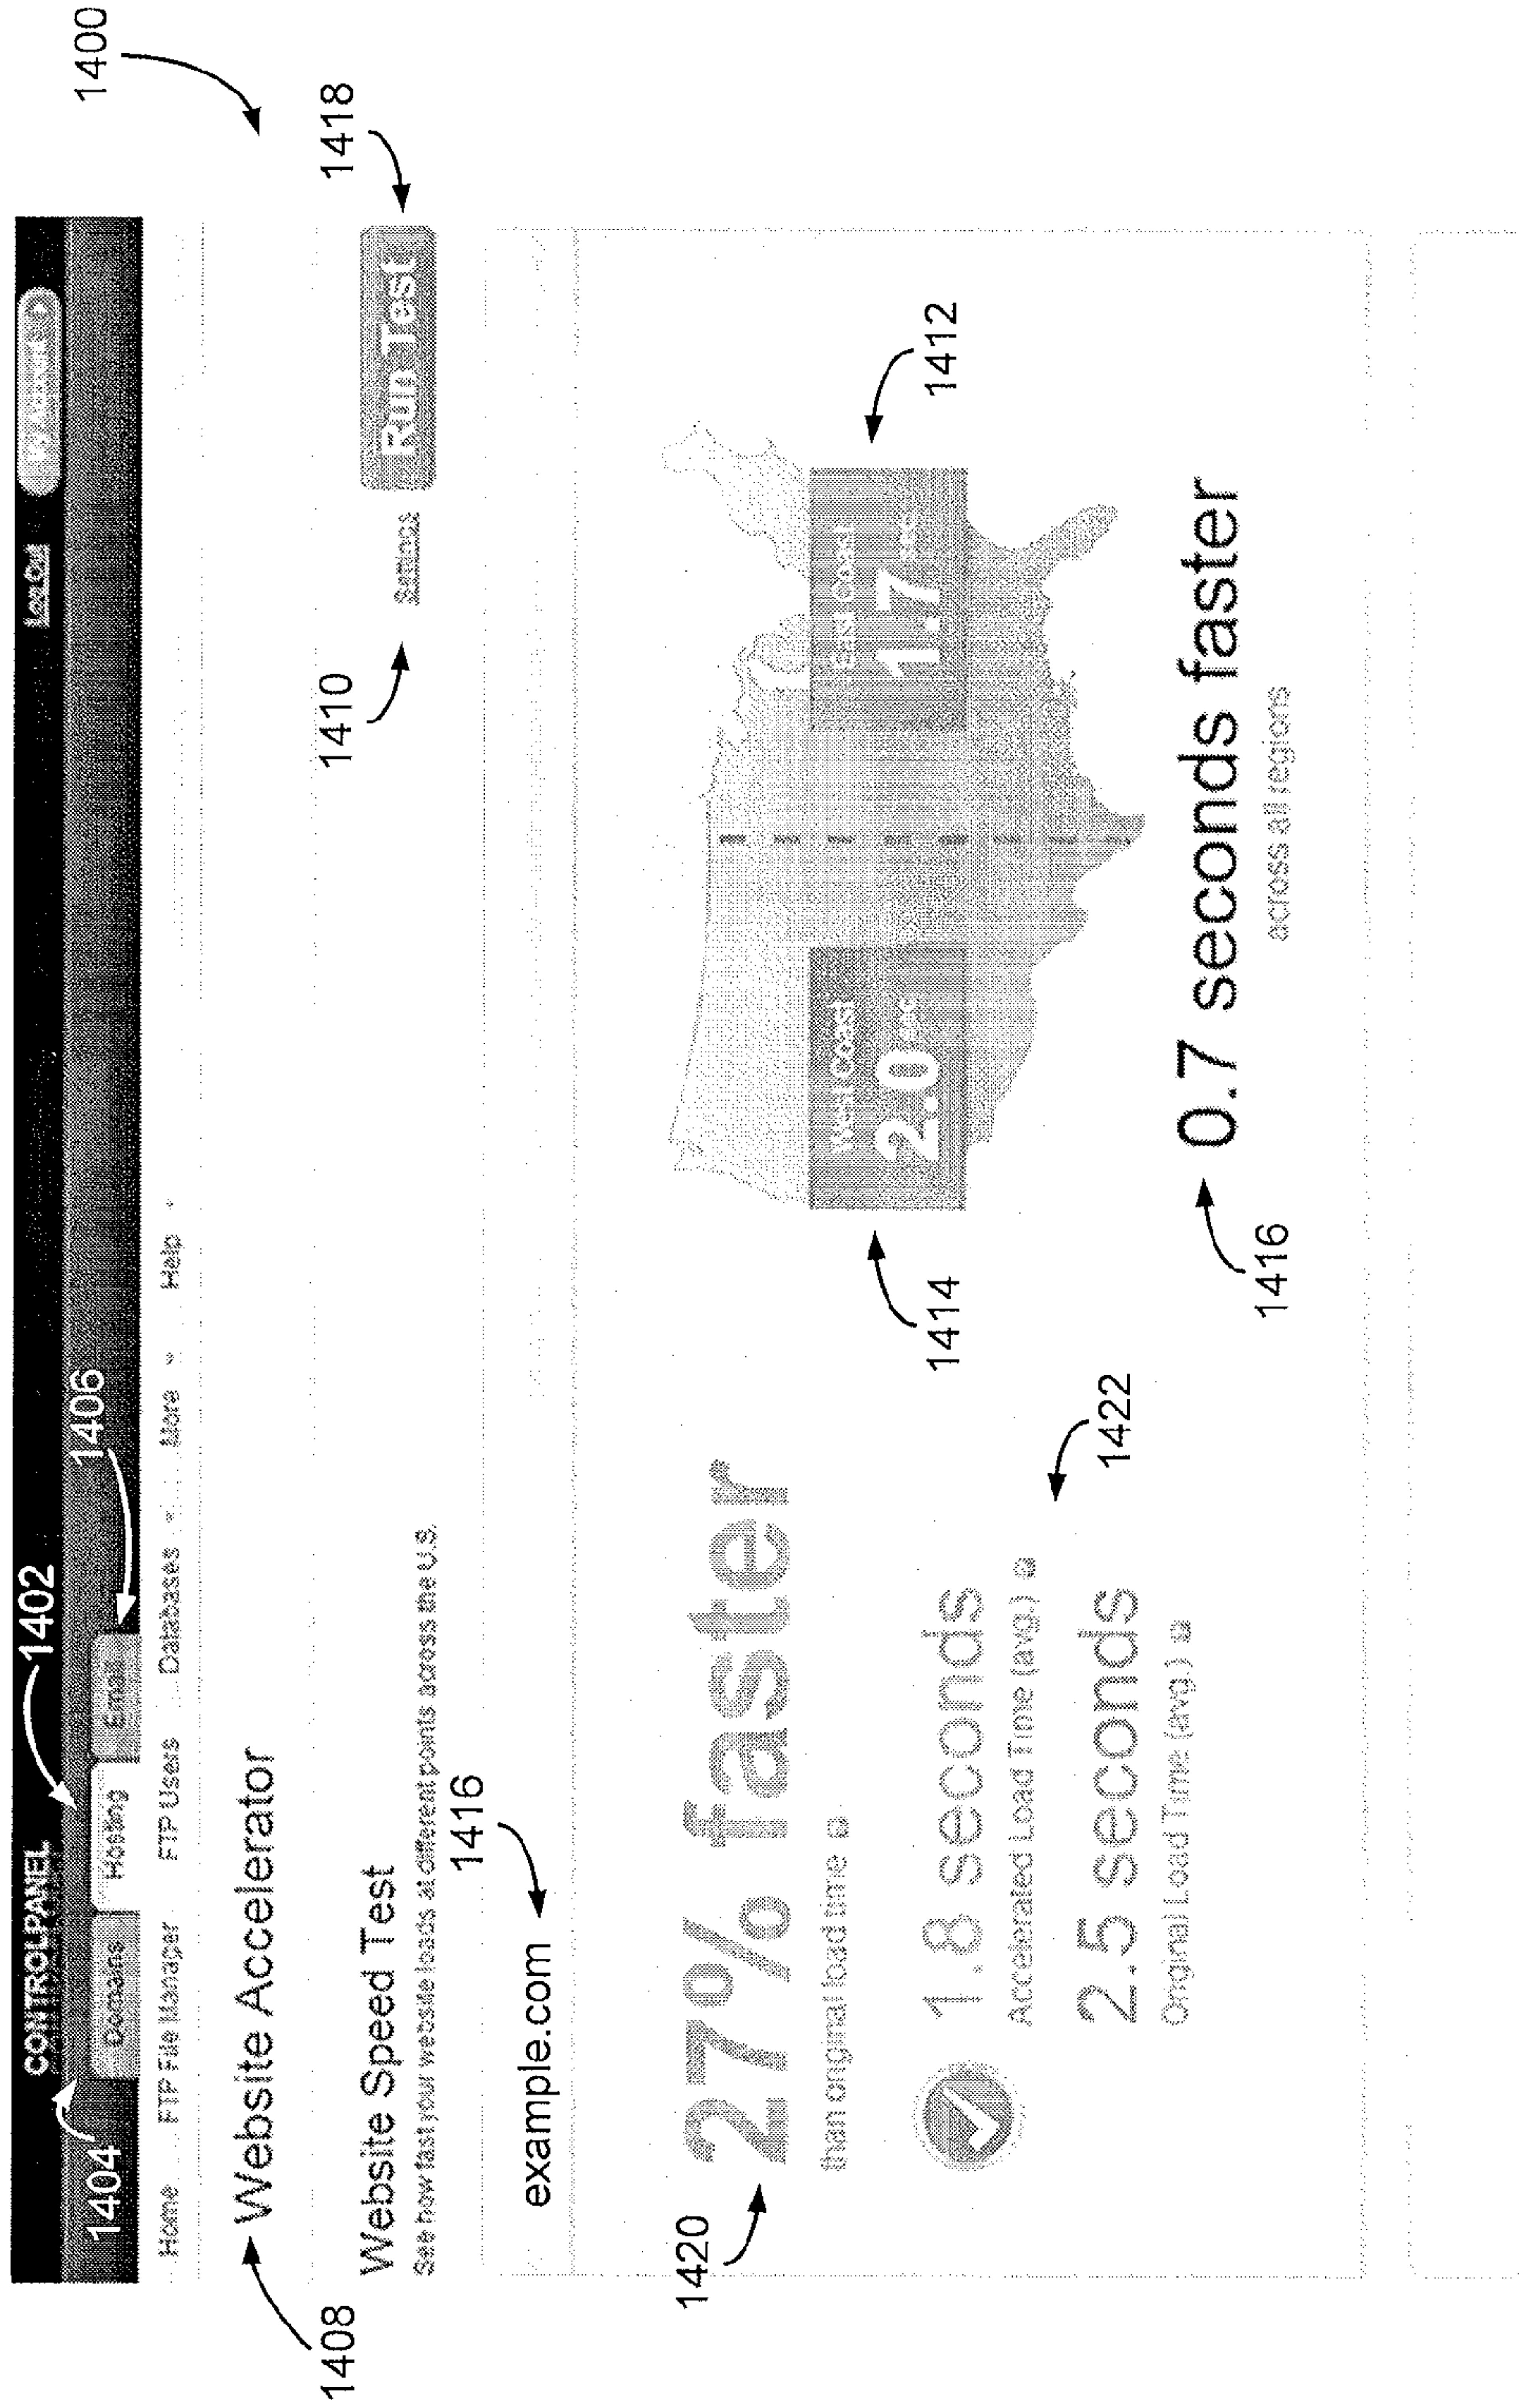 1400
CONTROLPANEL
1402
Log Out
My Account
1404
Domains
Hosting
Email
1406
Home FTP File Manager FTP Users Databases More Help
1408
Website Accelerator
Website Speed Test
See how fast your website loads at different points across the U.S.
1410
Settings
Run Test
1418
example.com
1416
1420
27% faster
than original load time
1.8 seconds
Accelerated Load Time (avg.)
1422
2.5 seconds
Original Load Time (avg.)
West Coast
2.0 sec
1414
East Coast
1.7 sec
1412
1416
0.7 seconds faster
across all regions